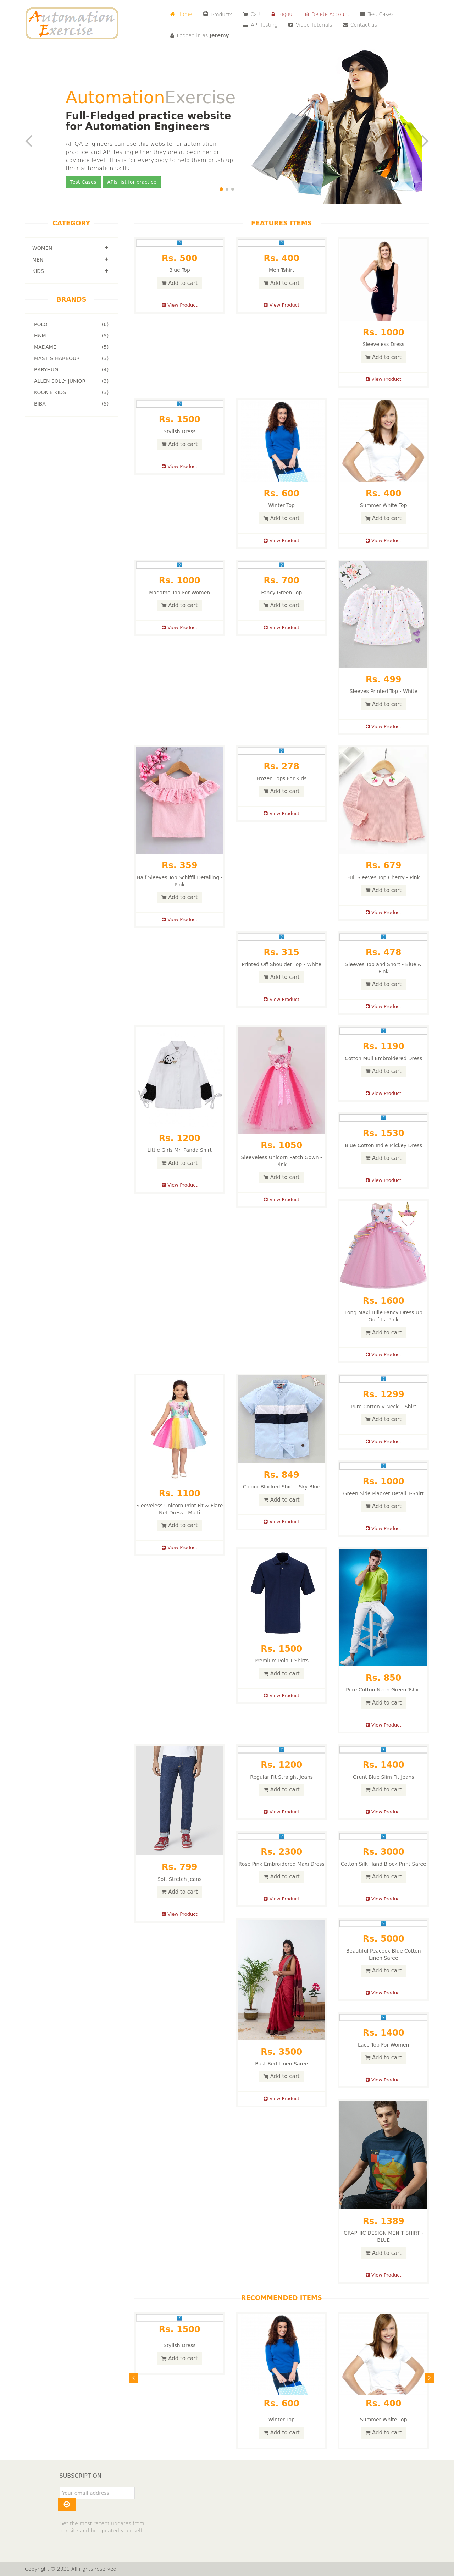 Automation
Exercise
Home Products Cart Logout Delete Account Test Cases
API Testing Video Tutorials Contact us
Logged in as Jeremy
AutomationExercise
Full-Fledged practice website
for Automation Engineers
All QA engineers can use this website for automation
practice and API testing either they are at beginner or
advance level. This is for everybody to help them brush up
their automation skills.
Test Cases APIs list for practice
CATEGORY
WOMEN
MEN
KIDS
BRANDS
POLO (6)
H&M (5)
MADAME (5)
MAST & HARBOUR (3)
BABYHUG (4)
ALLEN SOLLY JUNIOR (3)
KOOKIE KIDS (3)
BIBA (5)
FEATURES ITEMS
Rs. 500
Blue Top
Add to cart
View Product
Rs. 400
Men Tshirt
Add to cart
View Product
Rs. 1000
Sleeveless Dress
Add to cart
View Product
Rs. 1500
Stylish Dress
Add to cart
View Product
Rs. 600
Winter Top
Add to cart
View Product
Rs. 400
Summer White Top
Add to cart
View Product
Rs. 1000
Madame Top For Women
Add to cart
View Product
Rs. 700
Fancy Green Top
Add to cart
View Product
Rs. 499
Sleeves Printed Top - White
Add to cart
View Product
Rs. 359
Half Sleeves Top Schiffli Detailing -
Pink
Add to cart
View Product
Rs. 278
Frozen Tops For Kids
Add to cart
View Product
Rs. 679
Full Sleeves Top Cherry - Pink
Add to cart
View Product
Rs. 315
Printed Off Shoulder Top - White
Add to cart
View Product
Rs. 478
Sleeves Top and Short - Blue &
Pink
Add to cart
View Product
Rs. 1200
Little Girls Mr. Panda Shirt
Add to cart
View Product
Rs. 1050
Sleeveless Unicorn Patch Gown -
Pink
Add to cart
View Product
Rs. 1190
Cotton Mull Embroidered Dress
Add to cart
View Product
Rs. 1530
Blue Cotton Indie Mickey Dress
Add to cart
View Product
Rs. 1600
Long Maxi Tulle Fancy Dress Up
Outfits -Pink
Add to cart
View Product
Rs. 1100
Sleeveless Unicorn Print Fit & Flare
Net Dress - Multi
Add to cart
View Product
Rs. 849
Colour Blocked Shirt – Sky Blue
Add to cart
View Product
Rs. 1299
Pure Cotton V-Neck T-Shirt
Add to cart
View Product
Rs. 1000
Green Side Placket Detail T-Shirt
Add to cart
View Product
Rs. 1500
Premium Polo T-Shirts
Add to cart
View Product
Rs. 850
Pure Cotton Neon Green Tshirt
Add to cart
View Product
Rs. 799
Soft Stretch Jeans
Add to cart
View Product
Rs. 1200
Regular Fit Straight Jeans
Add to cart
View Product
Rs. 1400
Grunt Blue Slim Fit Jeans
Add to cart
View Product
Rs. 2300
Rose Pink Embroidered Maxi Dress
Add to cart
View Product
Rs. 3000
Cotton Silk Hand Block Print Saree
Add to cart
View Product
Rs. 3500
Rust Red Linen Saree
Add to cart
View Product
Rs. 5000
Beautiful Peacock Blue Cotton
Linen Saree
Add to cart
View Product
Rs. 1400
Lace Top For Women
Add to cart
View Product
Rs. 1389
GRAPHIC DESIGN MEN T SHIRT -
BLUE
Add to cart
View Product
RECOMMENDED ITEMS
Rs. 1500
Stylish Dress
Add to cart
Rs. 600
Winter Top
Add to cart
Rs. 400
Summer White Top
Add to cart
SUBSCRIPTION
Your email address
Get the most recent updates from
our site and be updated your self...
Copyright © 2021 All rights reserved